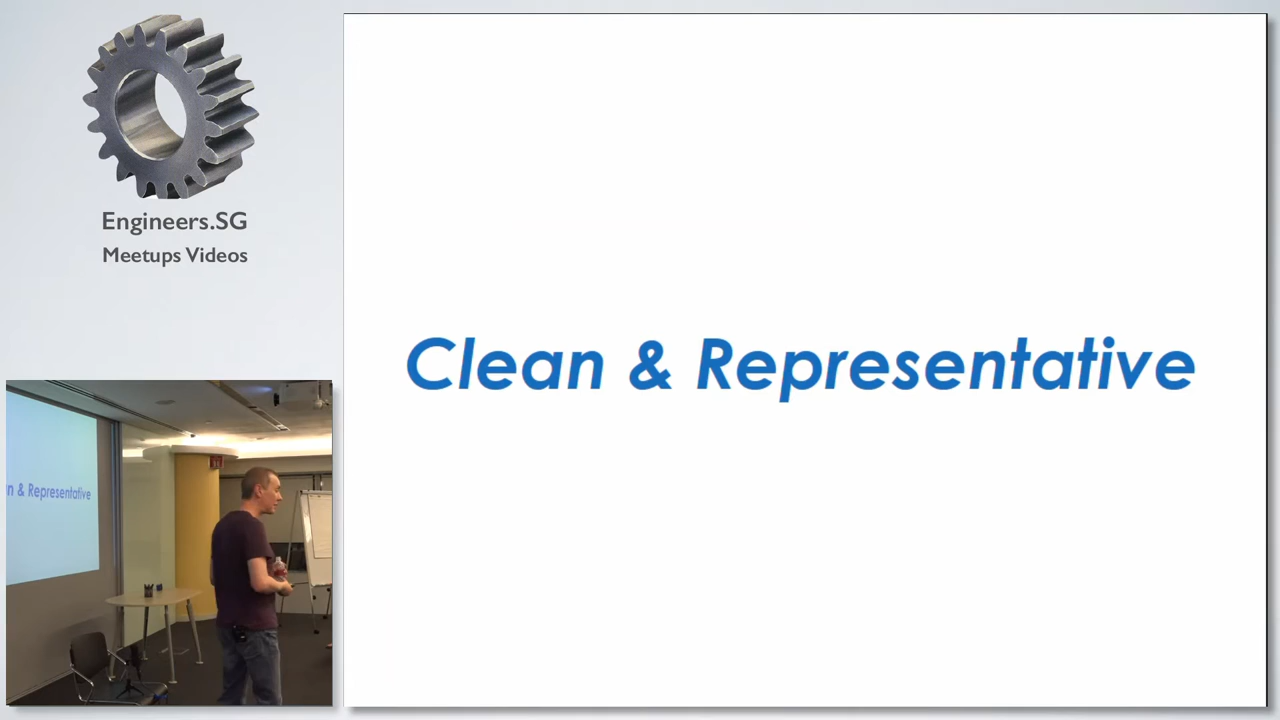 Engineers.SG
Meetups Videos
Clean & Representative
n & Representative